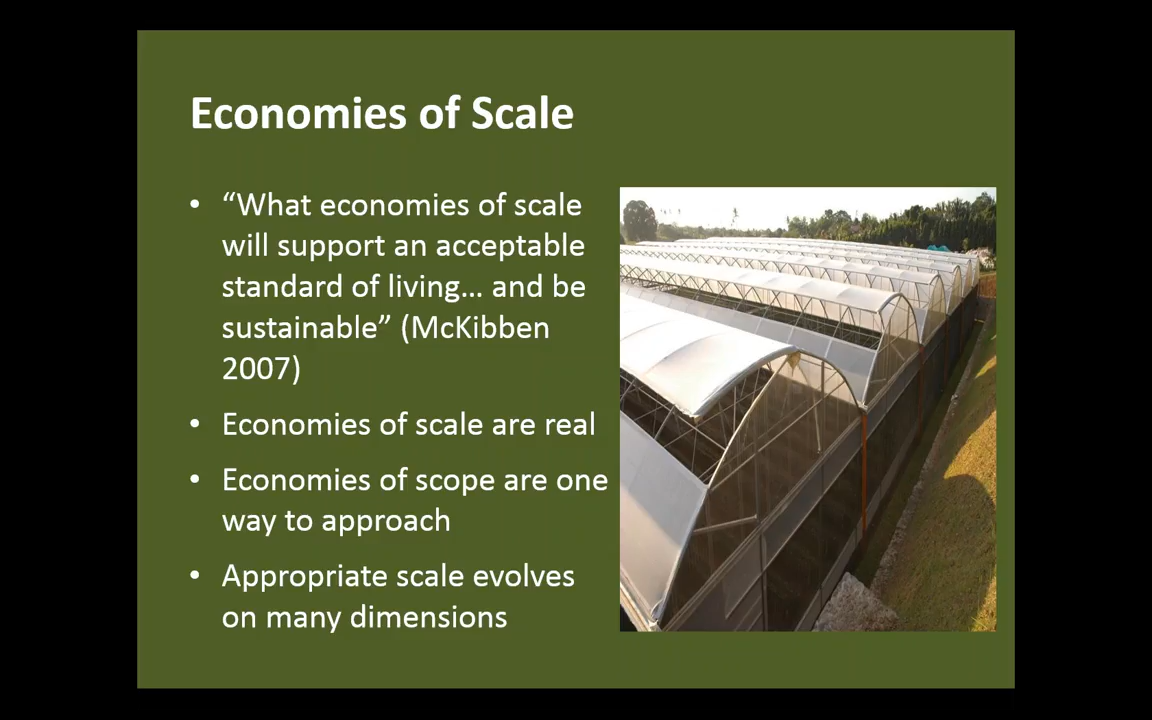 Economies of Scale
• “What economies of scale
will support an acceptable
standard of living... and be
sustainable” (McKibben
2007)
• Economies of scale are real
• Economies of scope are one
way to approach
• Appropriate scale evolves
on many dimensions